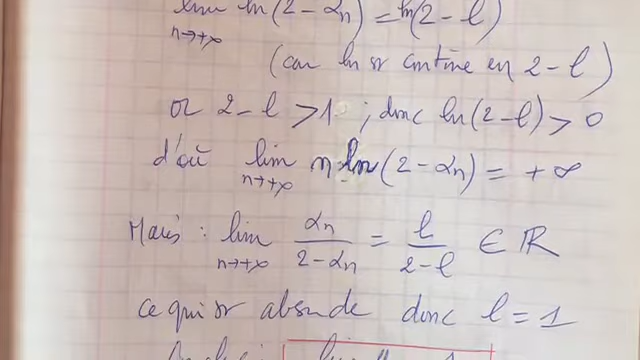 lim ln(2 - αₙ) = ln(2 - l)
n→+∞
(car ln est continue en 2 - l)
or 2 - l > 1 ; donc ln(2 - l) > 0
d'où lim n ln(2 - αₙ) = +∞
n→+∞
Mais : lim αₙ/(2 - αₙ) = l/(2 - l) ∈ ℝ
n→+∞
ce qui est absurde donc l = 1